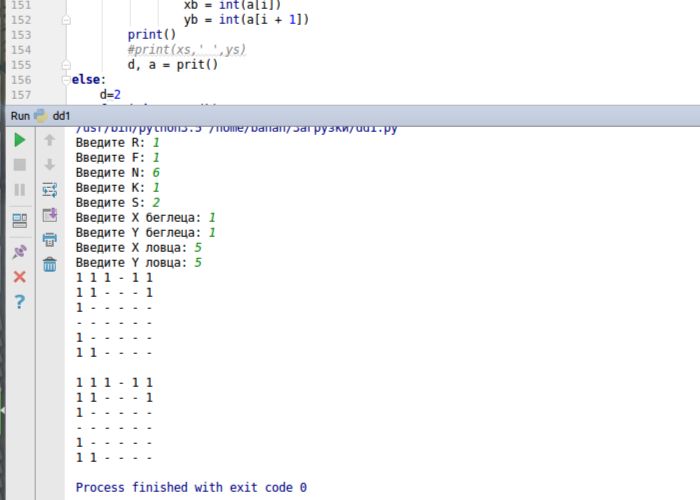 151 xb = int(a[i])
152 yb = int(a[i + 1])
153 print()
154 #print(xs,' ',ys)
155 d, a = prit()
156 else:
157 d=2
Run dd1
/usr/bin/python3.5 /home/banan/Загрузки/dd1.py
Введите R: 1
Введите F: 1
Введите N: 6
Введите K: 1
Введите S: 2
Введите X беглеца: 1
Введите Y беглеца: 1
Введите X ловца: 5
Введите Y ловца: 5
1 1 1 - 1 1
1 1 - - - 1
1 - - - - -
- - - - - -
1 - - - - -
1 1 - - - -
1 1 1 - 1 1
1 1 - - - 1
1 - - - - -
- - - - - -
1 - - - - -
1 1 - - - -
Process finished with exit code 0